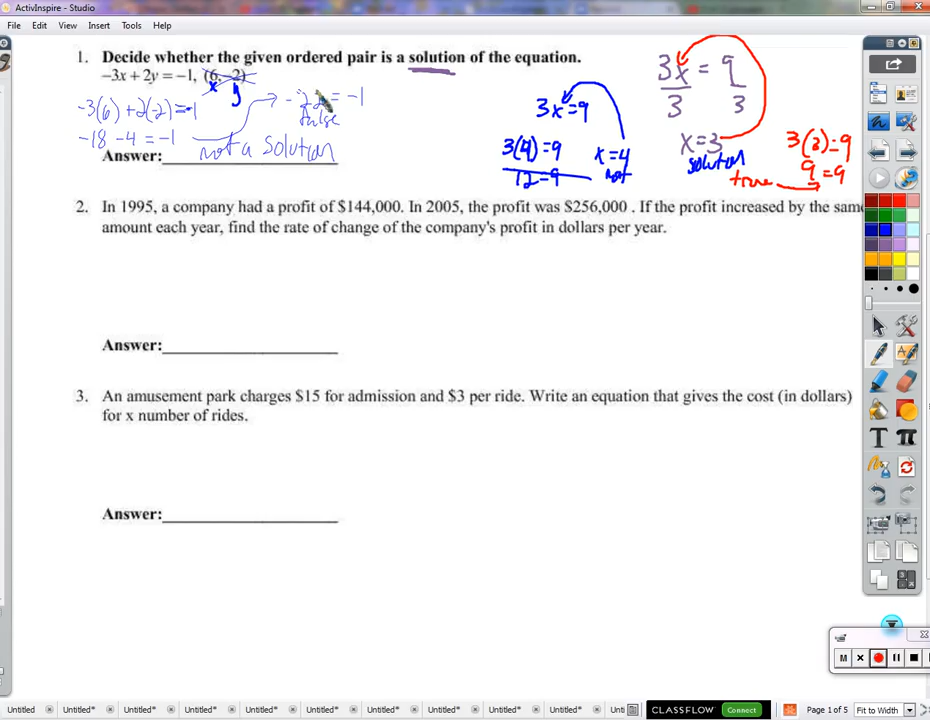 ActivInspire - Studio
File Edit View Insert Tools Help
1. Decide whether the given ordered pair is a solution of the equation.
−3x + 2y = −1, (6, −2)
x y
-3(6) + 2(-2) = -1
-18 - 4 = -1
-22 = -1
false
not a solution
Answer:
3x = 9
3(4) = 9
12 = 9
x = 4
not
3x = 9
3 3
x = 3
solution
true
3(3) = 9
9 = 9
2. In 1995, a company had a profit of $144,000. In 2005, the profit was $256,000 . If the profit increased by the same
amount each year, find the rate of change of the company's profit in dollars per year.
Answer:
3. An amusement park charges $15 for admission and $3 per ride. Write an equation that gives the cost (in dollars)
for x number of rides.
Answer:
M
Untitled Untitled* Untitled* Untitled* Untitled* Untitled* Untitled* Untitled* Untitled* Untitled* Unti CLASSFLOW Connect Page 1 of 5 Fit to Width